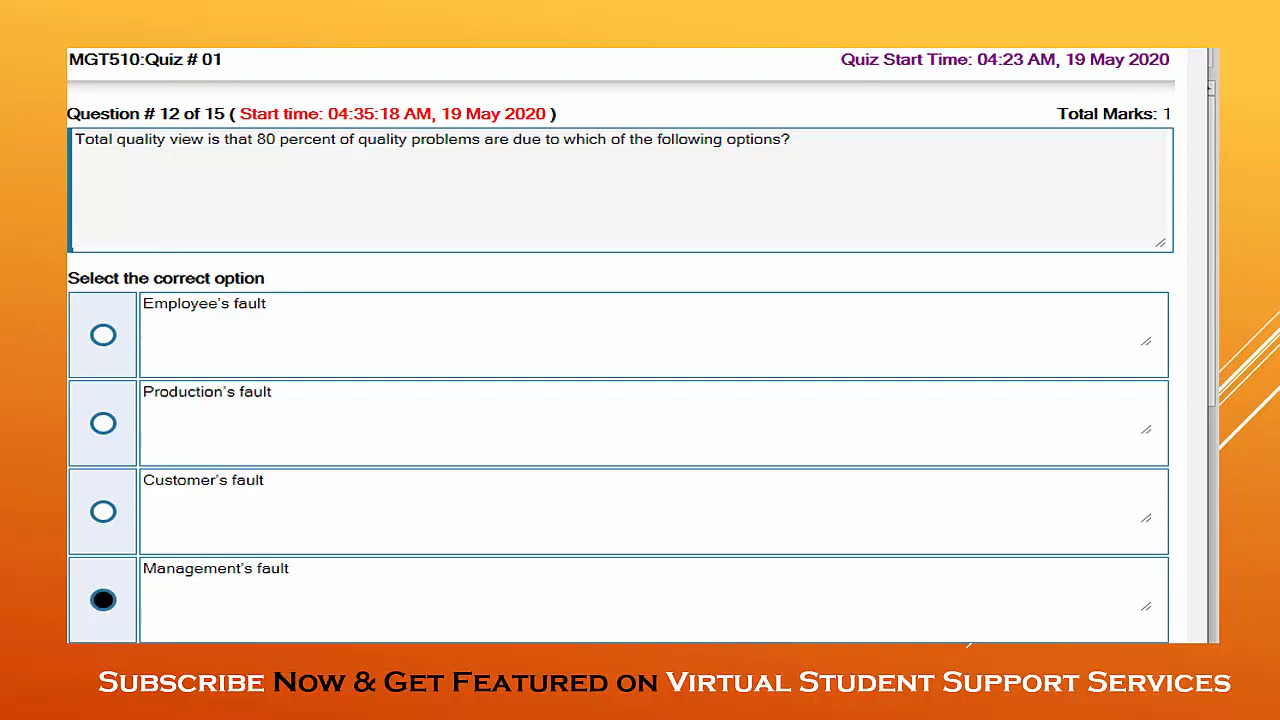 MGT510:Quiz # 01
Quiz Start Time: 04:23 AM, 19 May 2020
Question # 12 of 15 ( Start time: 04:35:18 AM, 19 May 2020 )
Total Marks: 1
Total quality view is that 80 percent of quality problems are due to which of the following options?
Select the correct option
Employee's fault
Production's fault
Customer's fault
Management's fault
Subscribe Now & Get Featured on Virtual Student Support Services